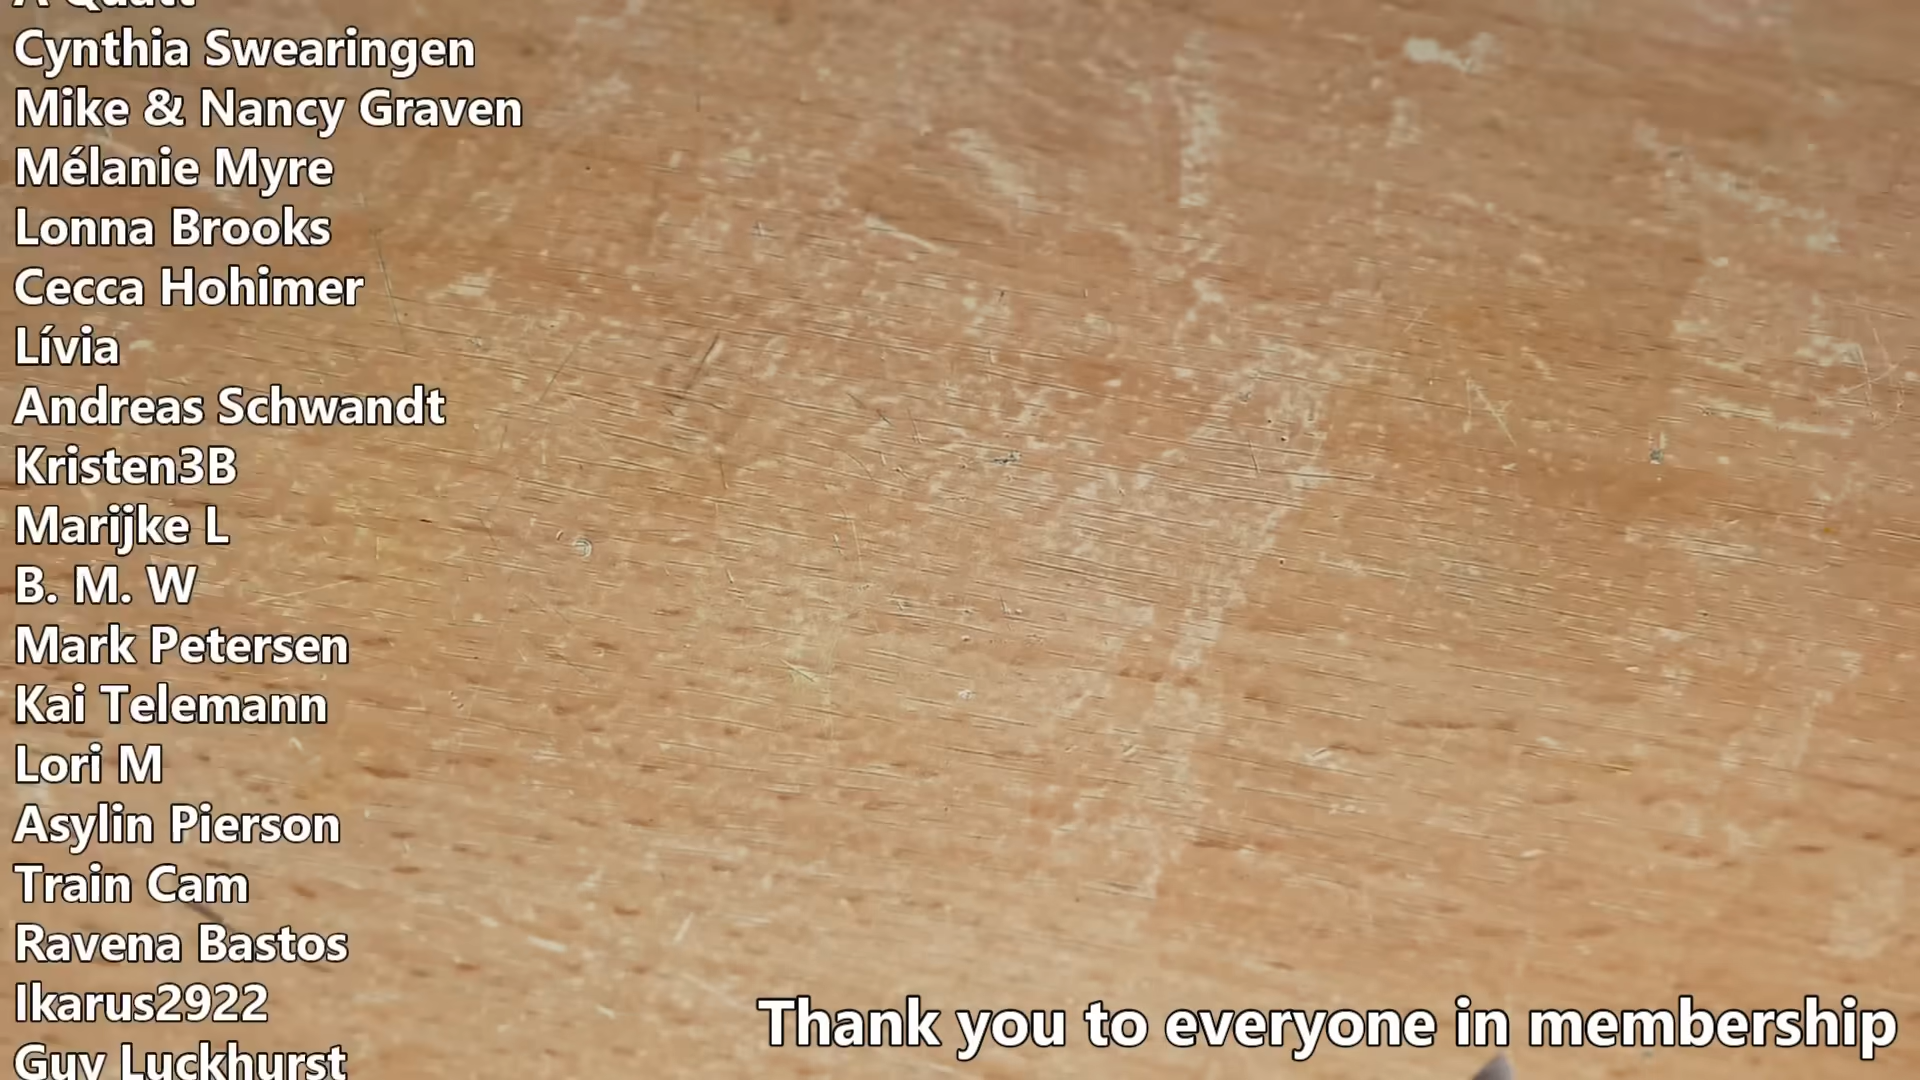 Cynthia Swearingen
Mike & Nancy Graven
Mélanie Myre
Lonna Brooks
Cecca Hohimer
Lívia
Andreas Schwandt
Kristen3B
Marijke L
B. M. W
Mark Petersen
Kai Telemann
Lori M
Asylin Pierson
Train Cam
Ravena Bastos
Ikarus2922
Guy Luckhurst
Thank you to everyone in membership